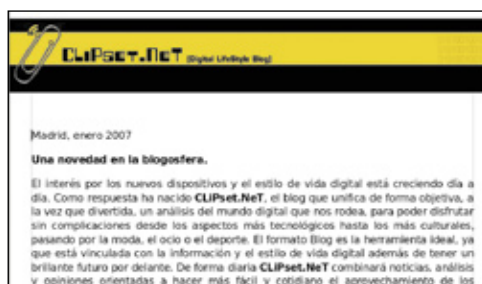 CLiPSeT.NeT (Digital LifeStyle Blog)
Madrid, enero 2007
Una novedad en la blogosfera.
El interés por los nuevos dispositivos y el estilo de vida digital está creciendo día a
día. Como respuesta ha nacido CLiPset.NeT, el blog que unifica de forma objetiva, a
la vez que divertida, un análisis del mundo digital que nos rodea, para poder disfrutar
sin complicaciones desde los aspectos más tecnológicos hasta los más culturales,
pasando por la moda, el ocio o el deporte. El formato Blog es la herramienta ideal, ya
que está vinculada con la información y el estilo de vida digital además de tener un
brillante futuro por delante. De forma diaria CLiPset.NeT combinará noticias, análisis
y opiniones orientadas a hacer más fácil y cotidiano el aprovechamiento de los